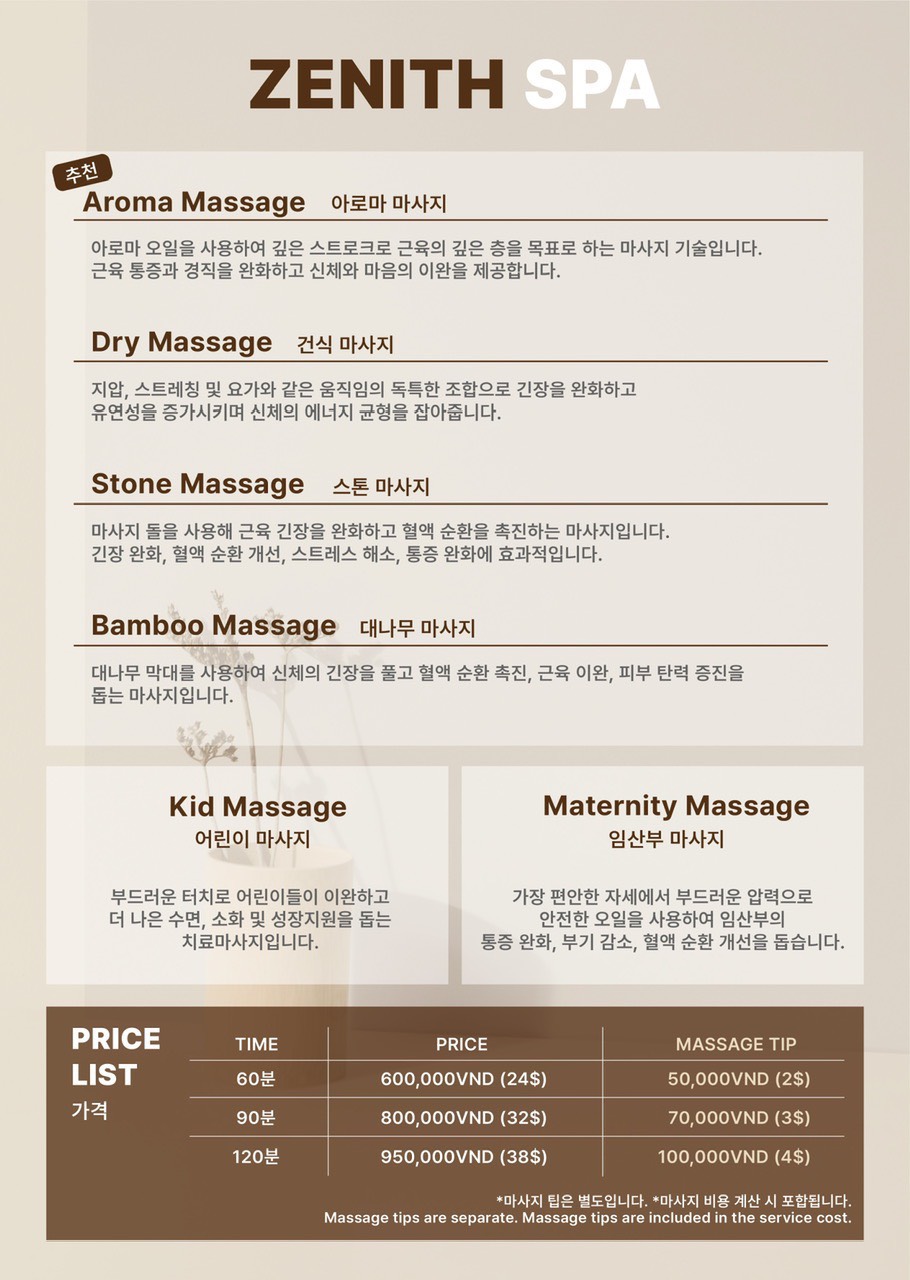 ZENITH SPA
추천
Aroma Massage 아로마 마사지
아로마 오일을 사용하여 깊은 스트로크로 근육의 깊은 층을 목표로 하는 마사지 기술입니다.
근육 통증과 경직을 완화하고 신체와 마음의 이완을 제공합니다.
Dry Massage 건식 마사지
지압, 스트레칭 및 요가와 같은 움직임의 독특한 조합으로 긴장을 완화하고
유연성을 증가시키며 신체의 에너지 균형을 잡아줍니다.
Stone Massage 스톤 마사지
마사지 돌을 사용해 근육 긴장을 완화하고 혈액 순환을 촉진하는 마사지입니다.
긴장 완화, 혈액 순환 개선, 스트레스 해소, 통증 완화에 효과적입니다.
Bamboo Massage 대나무 마사지
대나무 막대를 사용하여 신체의 긴장을 풀고 혈액 순환 촉진, 근육 이완, 피부 탄력 증진을
돕는 마사지입니다.
Kid Massage
어린이 마사지
부드러운 터치로 어린이들이 이완하고
더 나은 수면, 소화 및 성장지원을 돕는
치료마사지입니다.
Maternity Massage
임산부 마사지
가장 편안한 자세에서 부드러운 압력으로
안전한 오일을 사용하여 임산부의
통증 완화, 부기 감소, 혈액 순환 개선을 돕습니다.
PRICE
LIST
가격
TIME PRICE MASSAGE TIP
60분 600,000VND (24$) 50,000VND (2$)
90분 800,000VND (32$) 70,000VND (3$)
120분 950,000VND (38$) 100,000VND (4$)
*마사지 팁은 별도입니다. *마사지 비용 계산 시 포합됩니다.
Massage tips are separate. Massage tips are included in the service cost.